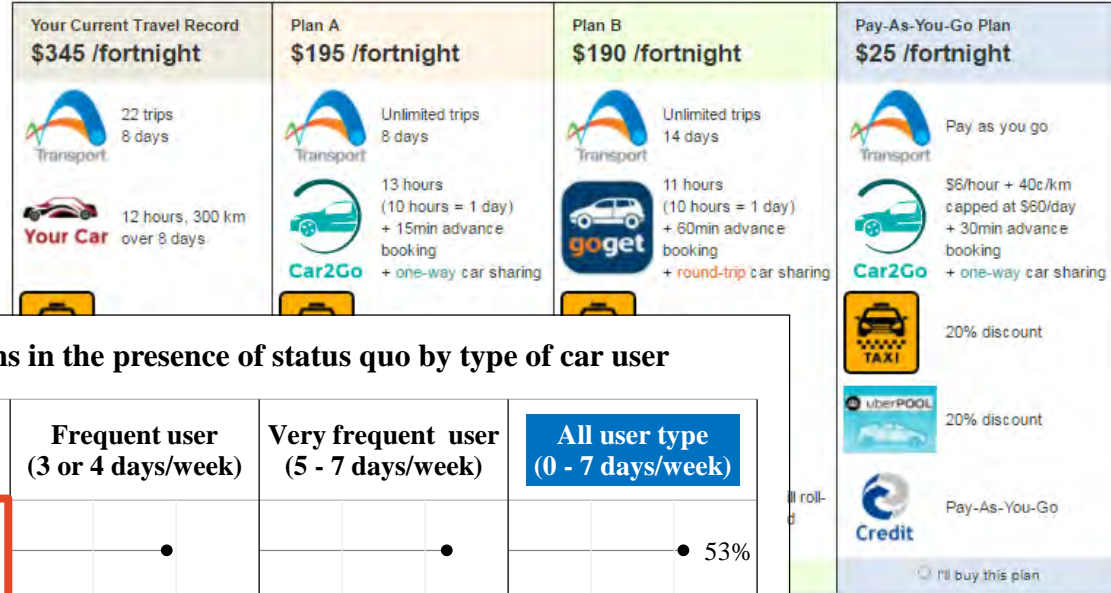 Your Current Travel Record
$345 /fortnight
Transport
22 trips
8 days
Your Car
12 hours, 300 km
over 8 days
Plan A
$195 /fortnight
Transport
Unlimited trips
8 days
Car2Go
13 hours
(10 hours = 1 day)
+ 15min advance
booking
+ one-way car sharing
Plan B
$190 /fortnight
Transport
Unlimited trips
14 days
goget
11 hours
(10 hours = 1 day)
+ 60min advance
booking
+ round-trip car sharing
Pay-As-You-Go Plan
$25 /fortnight
Transport
Pay as you go
Car2Go
$6/hour + 40c/km
capped at $60/day
+ 30min advance
booking
+ one-way car sharing
TAXI
20% discount
uberPOOL
20% discount
Credit
Pay-As-You-Go
I'll buy this plan
in the presence of status quo by type of car user
Frequent user
(3 or 4 days/week)
Very frequent user
(5 - 7 days/week)
All user type
(0 - 7 days/week)
53%